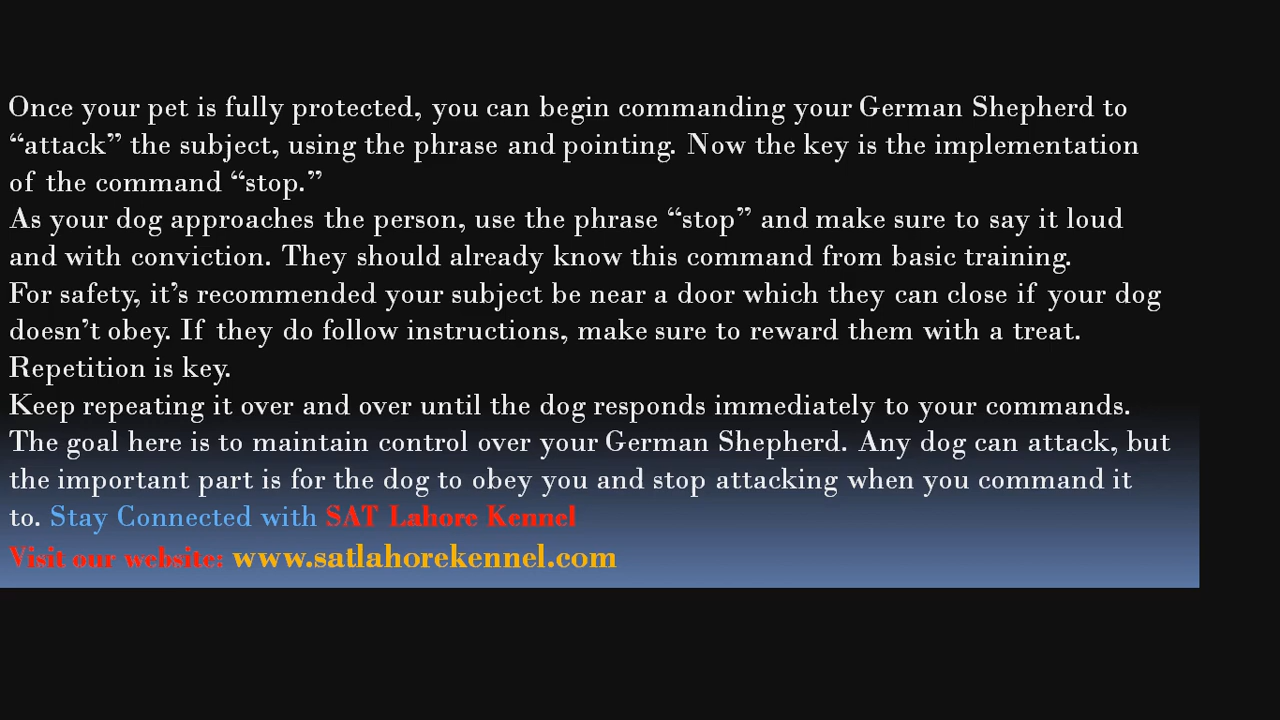 Once your pet is fully protected, you can begin commanding your German Shepherd to
“attack” the subject, using the phrase and pointing. Now the key is the implementation
of the command “stop.”
As your dog approaches the person, use the phrase “stop” and make sure to say it loud
and with conviction. They should already know this command from basic training.
For safety, it’s recommended your subject be near a door which they can close if your dog
doesn’t obey. If they do follow instructions, make sure to reward them with a treat.
Repetition is key.
Keep repeating it over and over until the dog responds immediately to your commands.
The goal here is to maintain control over your German Shepherd. Any dog can attack, but
the important part is for the dog to obey you and stop attacking when you command it
to. Stay Connected with SAT Lahore Kennel
Visit our website: www.satlahorekennel.com